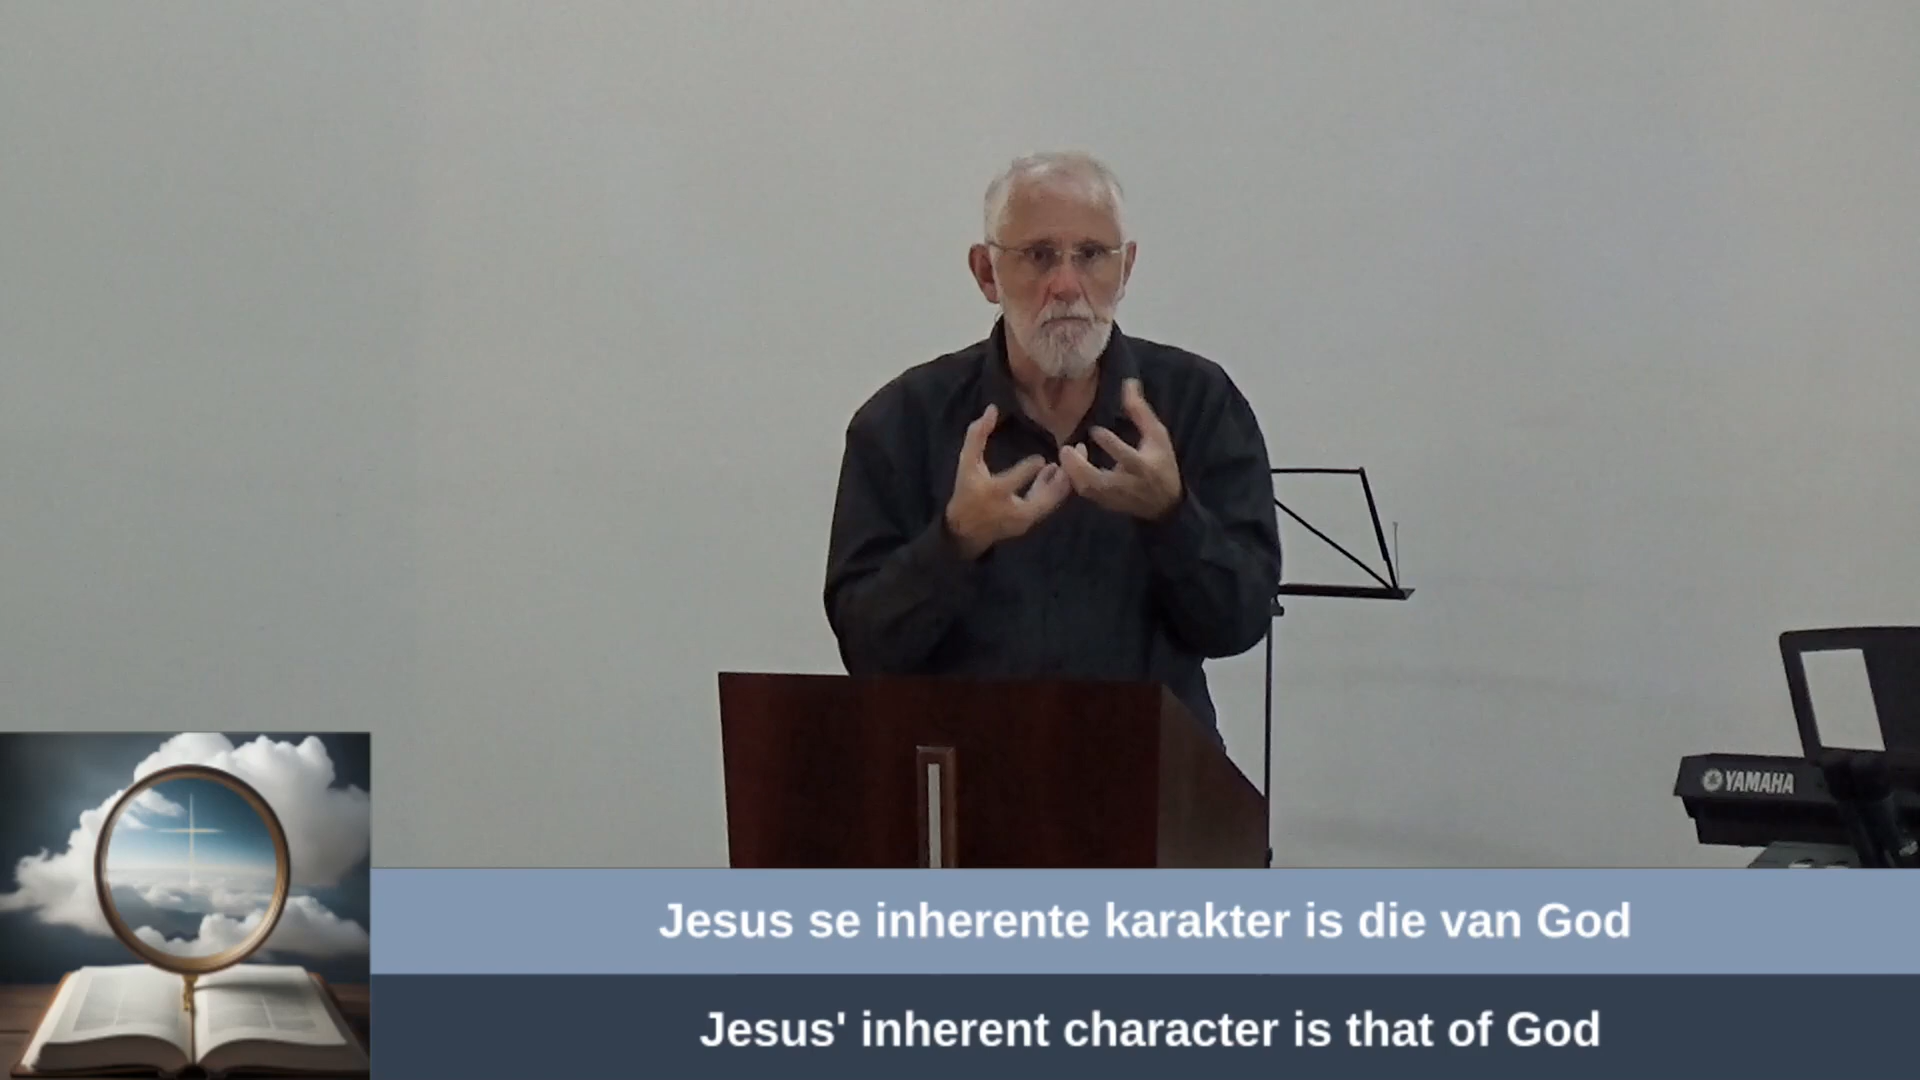 YAMAHA
Jesus se inherente karakter is die van God
Jesus' inherent character is that of God